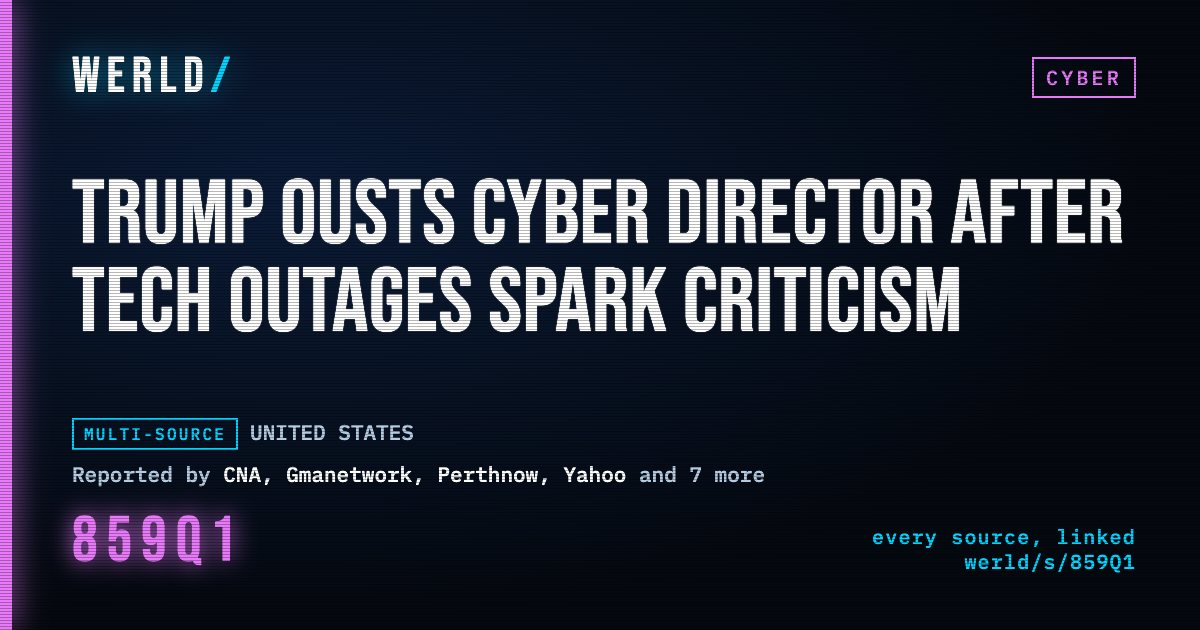 WERLD/
CYBER
TRUMP OUSTS CYBER DIRECTOR AFTER
TECH OUTAGES SPARK CRITICISM
MULTI-SOURCE UNITED STATES
Reported by CNA, Gmanetwork, Perthnow, Yahoo and 7 more
859Q1
every source, linked
werld/s/859Q1